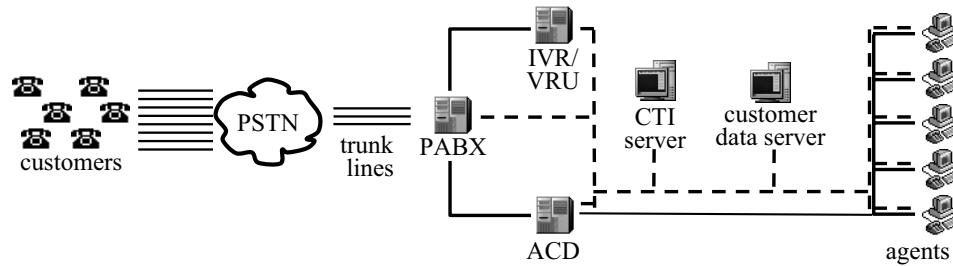 customers
PSTN
trunk
lines
PABX
IVR/
VRU
ACD
CTI
server
customer
data server
agents